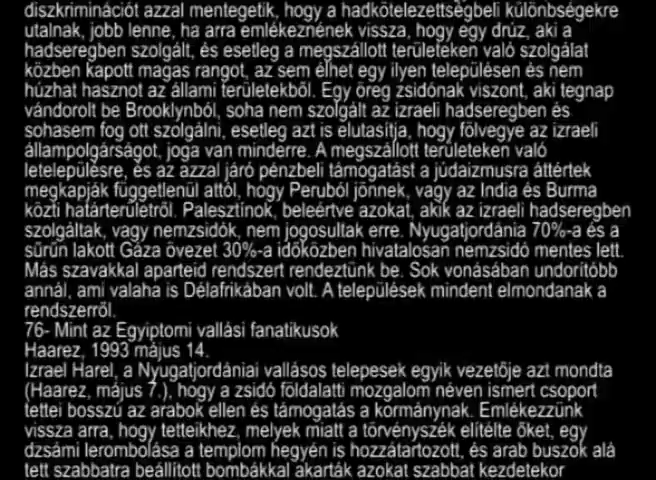 diszkriminációt azzal mentegetik, hogy a hadkötelezettségbeli különbségekre
utalnak, jobb lenne, ha arra emlékeznének vissza, hogy egy drúz, aki a
hadseregben szolgált, és esetleg a megszállott területeken való szolgálat
közben kapott magas rangot, az sem élhet egy ilyen településen és nem
húzhat hasznot az állami területekből. Egy öreg zsidónak viszont, aki tegnap
vándorolt be Brooklynból, soha nem szolgált az izraeli hadseregben és
sohasem fog ott szolgálni, esetleg azt is elutasítja, hogy fölvegye az izraeli
állampolgárságot, joga van minderre. A megszállott területeken való
letelepülésre, és az azzal járó pénzbeli támogatást a júdaizmusra áttértek
megkapják függetlenül attól, hogy Peruból jönnek, vagy az India és Burma
közti határterületről. Palesztínok, beleértve azokat, akik az izraeli hadseregben
szolgáltak, vagy nemzsidók, nem jogosultak erre. Nyugatjordánia 70%-a és a
sűrűn lakott Gáza övezet 30%-a időközben hivatalosan nemzsidó mentes lett.
Más szavakkal aparteid rendszert rendeztünk be. Sok vonásában undorítóbb
annál, ami valaha is Délafrikában volt. A települések mindent elmondanak a
rendszerről.
76- Mint az Egyiptomi vallási fanatikusok
Haarez, 1993 május 14.
Izrael Harel, a Nyugatjordániai vallásos telepesek egyik vezetője azt mondta
(Haarez, május 7.), hogy a zsidó földalatti mozgalom néven ismert csoport
tettei bosszú az arabok ellen és támogatás a kormánynak. Emlékezzünk
vissza arra, hogy tetteikhez, melyek miatt a törvényszék elítélte őket, egy
dzsámi lerombolása a templom hegyén is hozzátartozott, és arab buszok alá
tett szabbatra beállított bombákkal akarták azokat szabbat kezdetekor